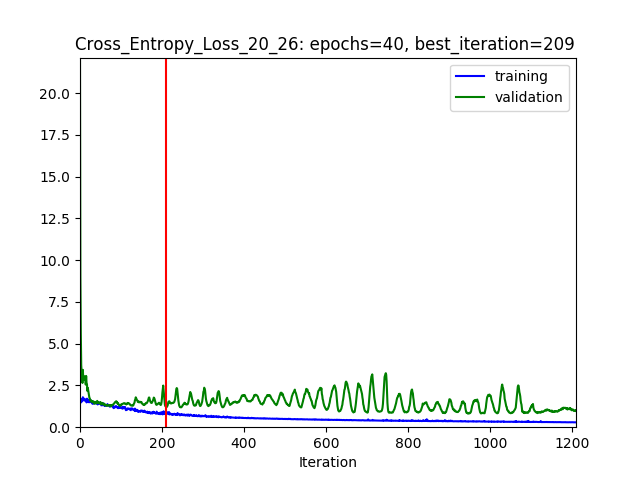 Cross_Entropy_Loss_20_26: epochs=40, best_iteration=209
training
validation
20.0
17.5
15.0
12.5
10.0
7.5
5.0
2.5
0.0
0 200 400 600 800 1000 1200
Iteration